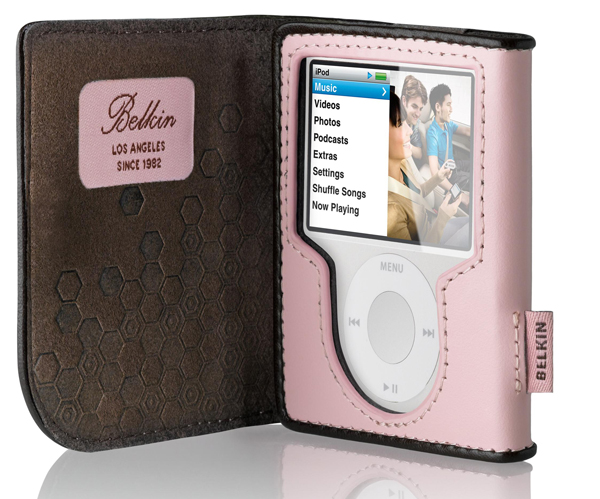 Belkin
LOS ANGELES
SINCE 1982
iPod
Music
Videos
Photos
Podcasts
Extras
Settings
Shuffle Songs
Now Playing
MENU
BELKIN